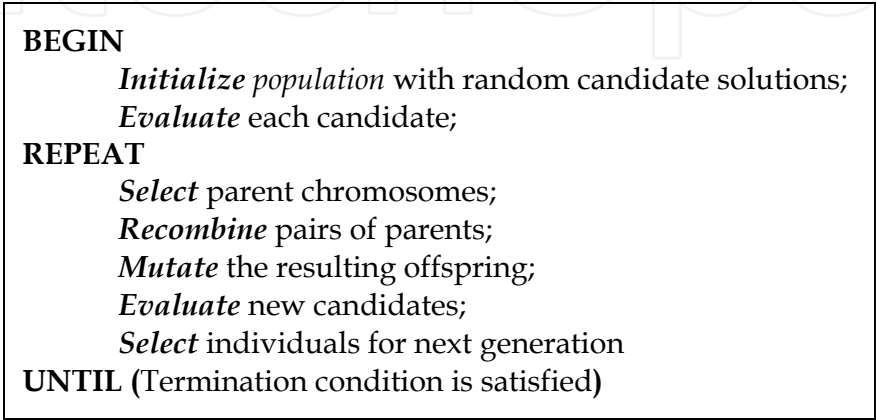 BEGIN
Initialize population with random candidate solutions;
Evaluate each candidate;
REPEAT
Select parent chromosomes;
Recombine pairs of parents;
Mutate the resulting offspring;
Evaluate new candidates;
Select individuals for next generation
UNTIL (Termination condition is satisfied)